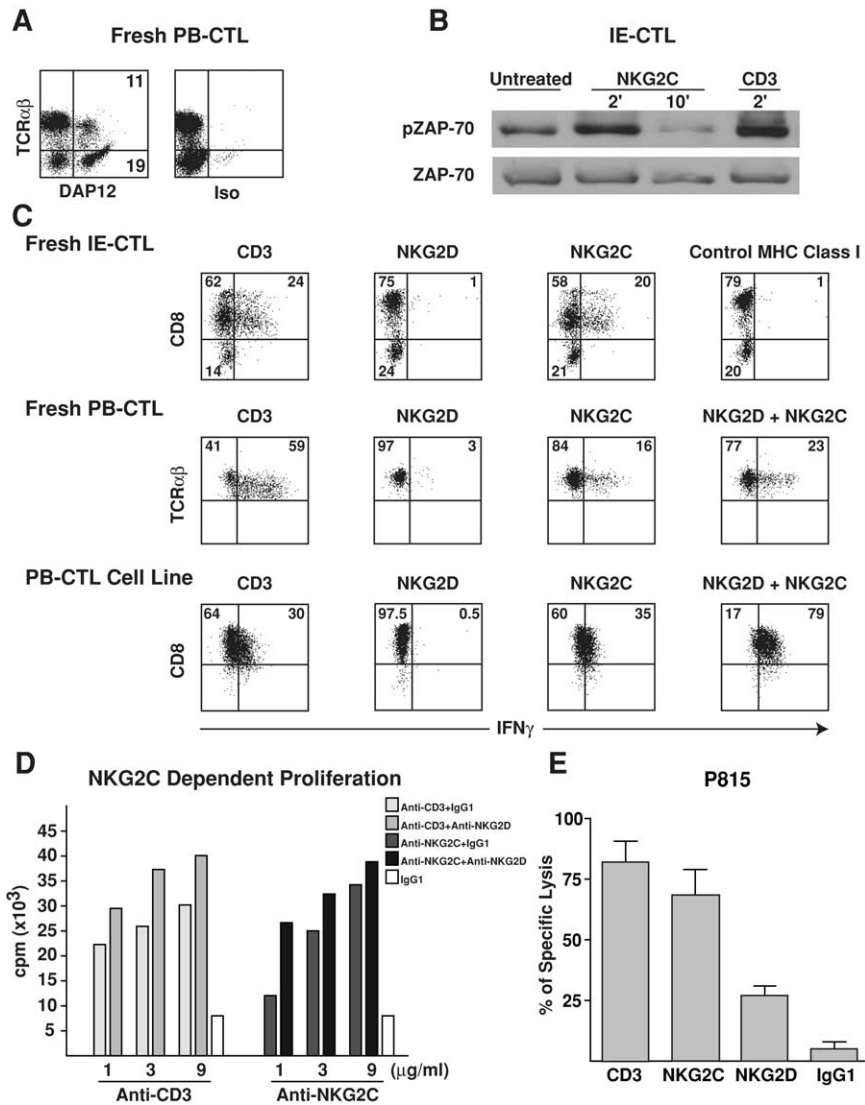 A
Fresh PB-CTL
TCRαβ
11
19
DAP12
Iso
B
IE-CTL
Untreated
NKG2C
CD3
2'
10'
2'
pZAP-70
ZAP-70
C
Fresh IE-CTL
CD3
NKG2D
NKG2C
Control MHC Class I
CD8
62
24
14
75
1
24
58
20
21
79
1
20
Fresh PB-CTL
CD3
NKG2D
NKG2C
NKG2D + NKG2C
TCRαβ
41
59
97
3
84
16
77
23
PB-CTL Cell Line
CD3
NKG2D
NKG2C
NKG2D + NKG2C
CD8
64
30
97.5
0.5
60
35
17
79
IFNγ
D
NKG2C Dependent Proliferation
Anti-CD3+IgG1
Anti-CD3+Anti-NKG2D
Anti-NKG2C+IgG1
Anti-NKG2C+Anti-NKG2D
IgG1
cpm (x10³)
45
40
35
30
25
20
15
10
5
1
3
9
1
3
9
(μg/ml)
Anti-CD3
Anti-NKG2C
E
P815
% of Specific Lysis
100
75
50
25
CD3
NKG2C
NKG2D
IgG1